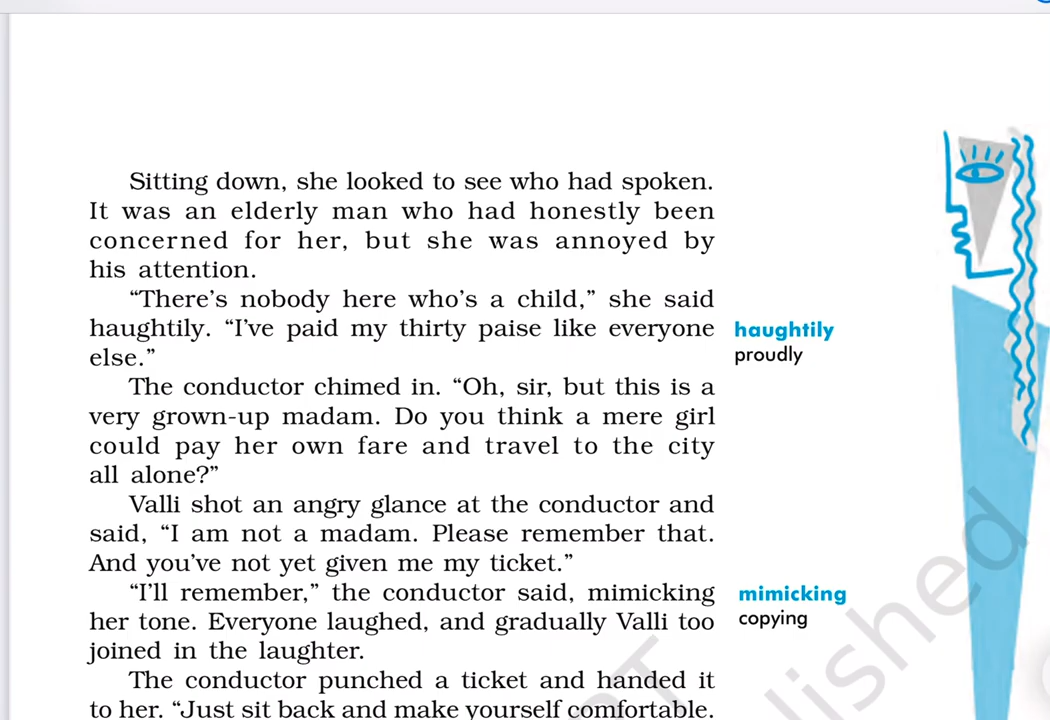 Sitting down, she looked to see who had spoken.
It was an elderly man who had honestly been
concerned for her, but she was annoyed by
his attention.
“There’s nobody here who’s a child,” she said
haughtily. “I’ve paid my thirty paise like everyone
else.”
haughtily
proudly
The conductor chimed in. “Oh, sir, but this is a
very grown-up madam. Do you think a mere girl
could pay her own fare and travel to the city
all alone?”
Valli shot an angry glance at the conductor and
said, “I am not a madam. Please remember that.
And you’ve not yet given me my ticket.”
“I’ll remember,” the conductor said, mimicking
her tone. Everyone laughed, and gradually Valli too
joined in the laughter.
mimicking
copying
The conductor punched a ticket and handed it
to her. “Just sit back and make yourself comfortable.